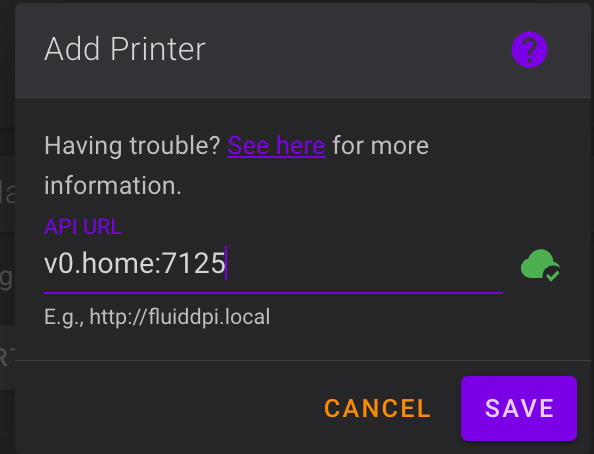 Add Printer
?
Having trouble? See here for more
information.
API URL
v0.home:7125
E.g., http://fluiddpi.local
CANCEL
SAVE